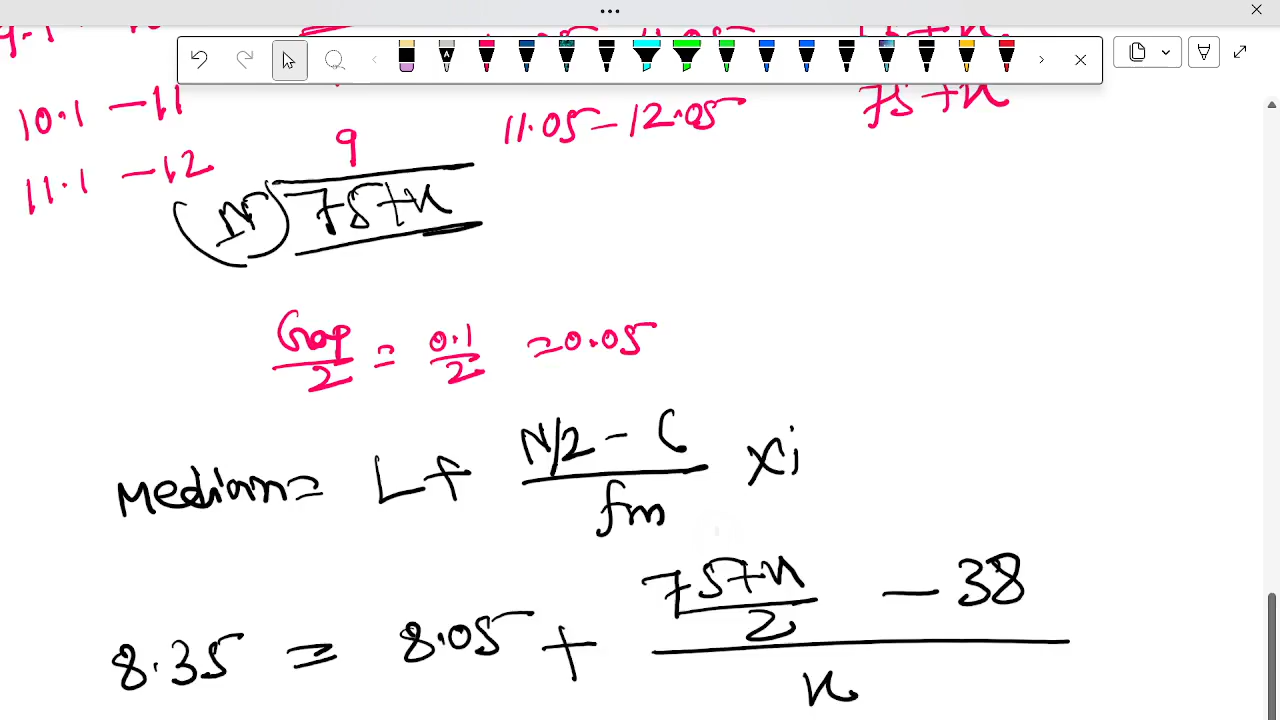 10.1 - 11
75+x
11.1 - 12 9 11.05 - 12.05
(N) 75+x
Gap/2 = 0.1/2 = 0.05
Median = L + (N/2 - C)/fm x i
8.35 = 8.05 + ((75+x)/2 - 38)/x